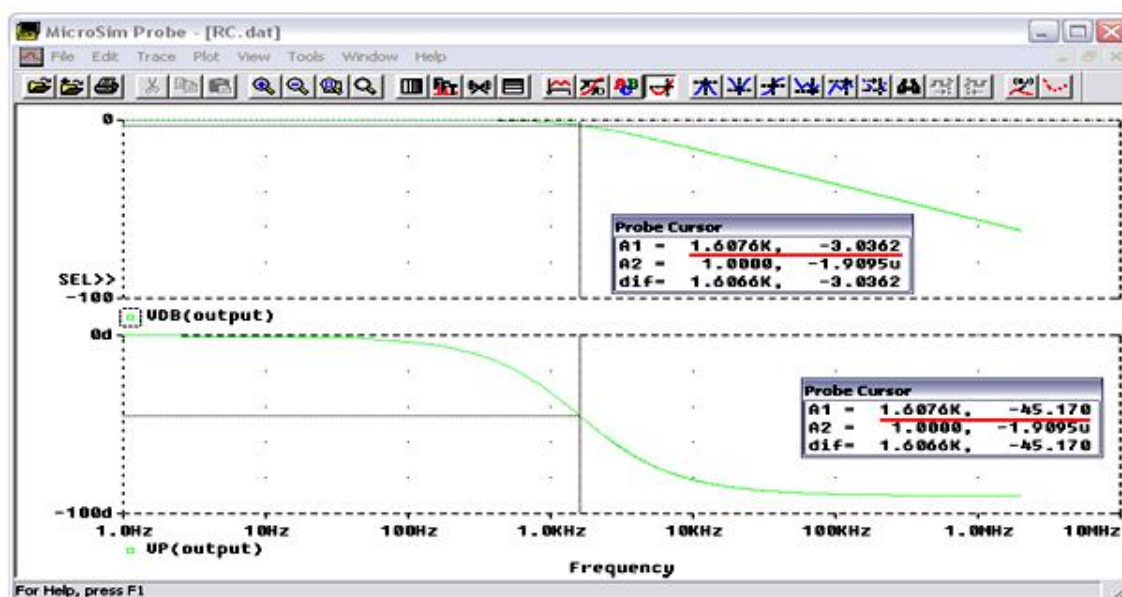 MicroSim Probe - [RC.dat]
File Edit Trace Plot View Tools Window Help
0
SEL>>
-100
VDB(output)
Probe Cursor
A1 = 1.6076K, -3.0362
A2 = 1.0000, -1.9095u
dif= 1.6066K, -3.0362
0d
-100d
Probe Cursor
A1 = 1.6076K, -45.170
A2 = 1.0000, -1.9095u
dif= 1.6066K, -45.170
1.0Hz 10Hz 100Hz 1.0KHz 10KHz 100KHz 1.0MHz 10MHz
VP(output)
Frequency
For Help, press F1